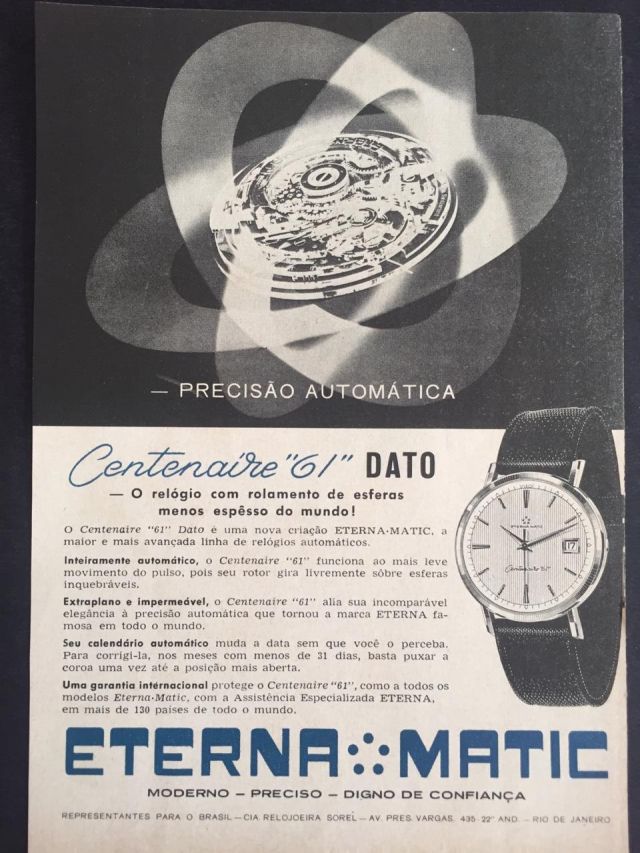 — PRECISÃO AUTOMÁTICA
Centenaire "61" DATO
— O relógio com rolamento de esferas
menos espêsso do mundo!
O Centenaire "61" Dato é uma nova criação ETERNA·MATIC, a
maior e mais avançada linha de relógios automáticos.
Inteiramente automático, o Centenaire "61" funciona ao mais leve
movimento do pulso, pois seu rotor gira livremente sôbre esferas
inquebráveis.
Extraplano e impermeável, o Centenaire "61" alia sua incomparável
elegância à precisão automática que tornou a marca ETERNA fa-
mosa em todo o mundo.
Seu calendário automático muda a data sem que você o perceba.
Para corrigi-la, nos meses com menos de 31 dias, basta puxar a
coroa uma vez até a posição mais aberta.
Uma garantia internacional protege o Centenaire "61", como a todos os
modelos Eterna·Matic, com a Assistência Especializada ETERNA,
em mais de 130 países de todo o mundo.
ETERNA·MATIC
Centenaire "61"
17
ETERNA MATIC
MODERNO — PRECISO — DIGNO DE CONFIANÇA
REPRESENTANTES PARA O BRASIL — CIA RELOJOEIRA SOREL — AV. PRES. VARGAS. 435 - 22° AND. — RIO DE JANEIRO